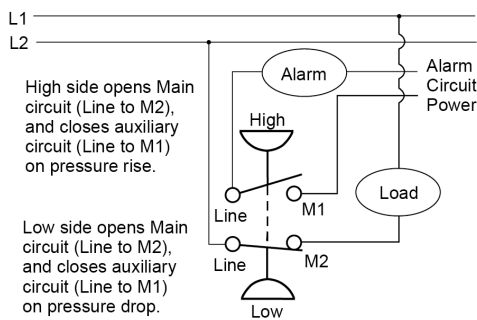 L1
L2
Alarm
Alarm
Circuit
Power
High side opens Main
circuit (Line to M2),
and closes auxiliary
circuit (Line to M1)
on pressure rise.
High
Line
M1
Load
Low side opens Main
circuit (Line to M2),
and closes auxiliary
circuit (Line to M1)
on pressure drop.
Line
M2
Low